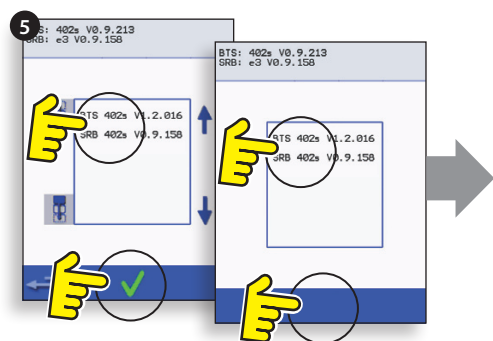 5
BTS: 402s V0.9.213
SRB: e3 V0.9.158
BTS 402s V1.2.016
SRB 402s V0.9.158
BTS: 402s V0.9.213
SRB: e3 V0.9.158
BTS 402s V1.2.016
SRB 402s V0.9.158